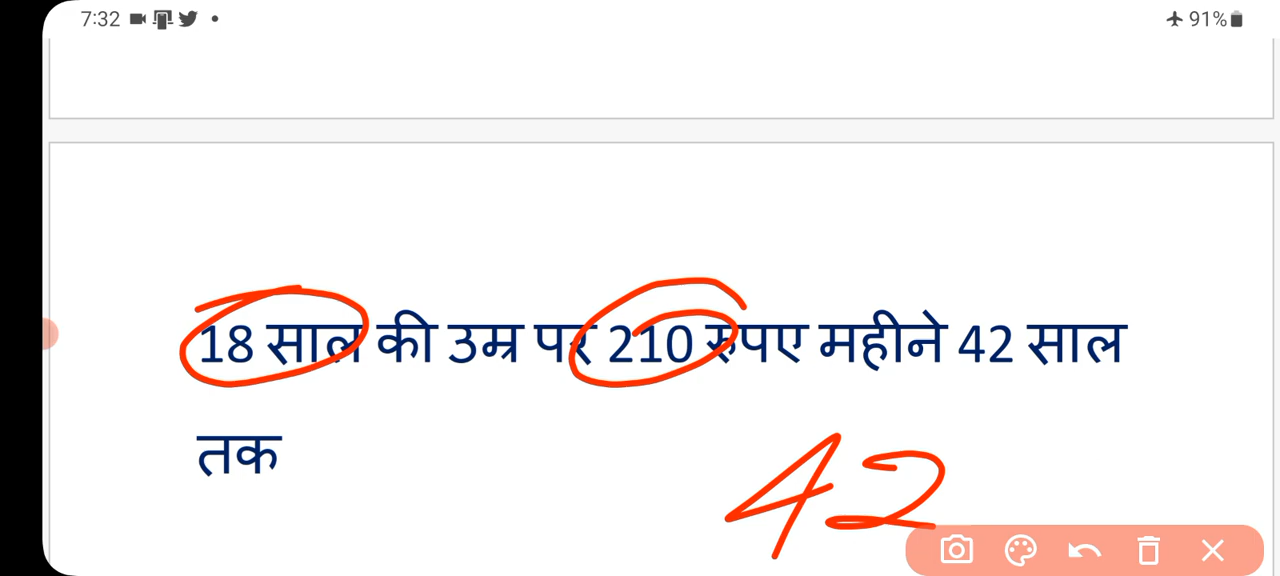 7:32
91%
18 साल की उम्र पर 210 रुपए महीने 42 साल
तक
42